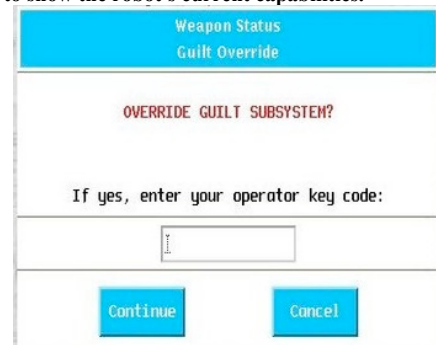 to show the robot's current capabilities.
Weapon Status
Guilt Override
OVERRIDE GUILT SUBSYSTEM?
If yes, enter your operator key code:
Continue
Cancel